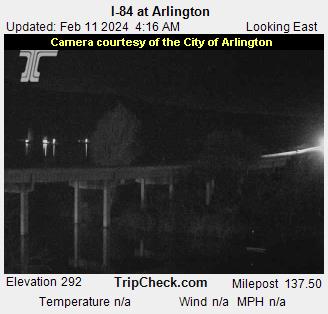 I-84 at Arlington
Updated: Feb 11 2024 4:16 AM Looking East
Camera courtesy of the City of Arlington
Elevation 292 TripCheck.com Milepost 137.50
Temperature n/a Wind n/a MPH n/a